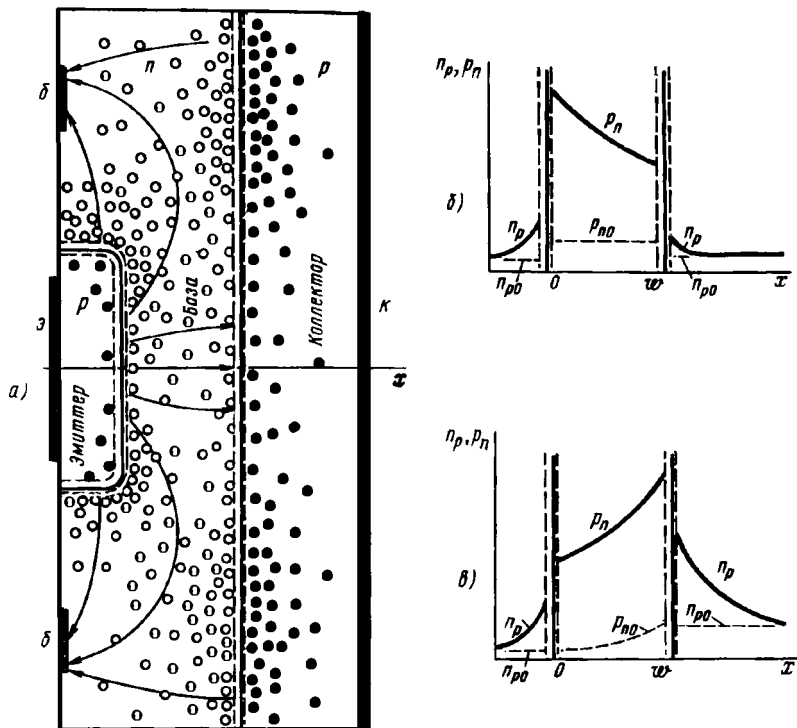 n
p
б
p
База
Коллектор
э
к
x
а)
Эмиттер
б
n_p, p_n
p_n
б)
n_p
p_n0
n_p
n_p0
0
w
n_p0
x
n_p, p_n
p_n
n_p
в)
n_p
p_n0
n_p0
n_p0
0
w
x